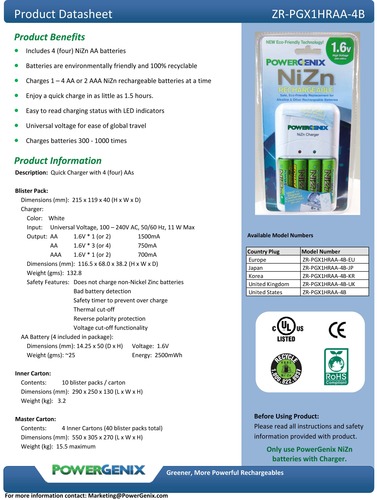 Product Datasheet
ZR-PGX1HRAA-4B
Product Benefits
Includes 4 (four) NiZn AA batteries
Batteries are environmentally friendly and 100% recyclable
Charges 1 – 4 AA or 2 AAA NiZn rechargeable batteries at a time
Enjoy a quick charge in as little as 1.5 hours.
Easy to read charging status with LED indicators
Universal voltage for ease of global travel
Charges batteries 300 - 1000 times
Product Information
Description: Quick Charger with 4 (four) AAs
Blister Pack:
Dimensions (mm): 215 x 119 x 40 (H x W x D)
Charger:
Color: White
Input: Universal Voltage, 100 – 240V AC, 50/60 Hz, 11 W Max
Output: AA 1.6V * 1 (or 2) 1500mA
AA 1.6V * 3 (or 4) 750mA
AAA 1.6V * 1 (or 2) 700mA
Dimensions (mm): 116.5 x 68.0 x 38.2 (H x W x D)
Weight (gms): 132.8
Safety Features: Does not charge non-Nickel Zinc batteries
Bad battery detection
Safety timer to prevent over charge
Thermal cut-off
Reverse polarity protection
Voltage cut-off functionality
AA Battery (4 included in package):
Dimensions (mm): 14.25 x 50 (D x H) Voltage: 1.6V
Weight (gms): ~25 Energy: 2500mWh
Inner Carton:
Contents: 10 blister packs / carton
Dimensions (mm): 290 x 250 x 130 (L x W x H)
Weight (kg): 3.2
Master Carton:
Contents: 4 Inner Cartons (40 blister packs total)
Dimensions (mm): 550 x 305 x 270 (L x W x H)
Weight (kg): 15.5 maximum
NEW Eco-Friendly Technology!
1.6v
POWERGENIX
NiZn
RECHARGEABLE
POWERGENIX
NiZn Charger
Available Model Numbers
Country Plug Model Number
Europe ZR-PGX1HRAA-4B-EU
Japan ZR-PGX1HRAA-4B-JP
Korea ZR-PGX1HRAA-4B-KR
United Kingdom ZR-PGX1HRAA-4B-UK
United States ZR-PGX1HRAA-4B
C UL US
LISTED
RECYCLE
1.800.822.8837
RoHS
Compliant
Before Using Product:
Please read all instructions and safety
information provided with product.
Only use PowerGenix NiZn
batteries with Charger.
POWERGENIX
Greener, More Powerful Rechargeables
For more information contact: Marketing@PowerGenix.com